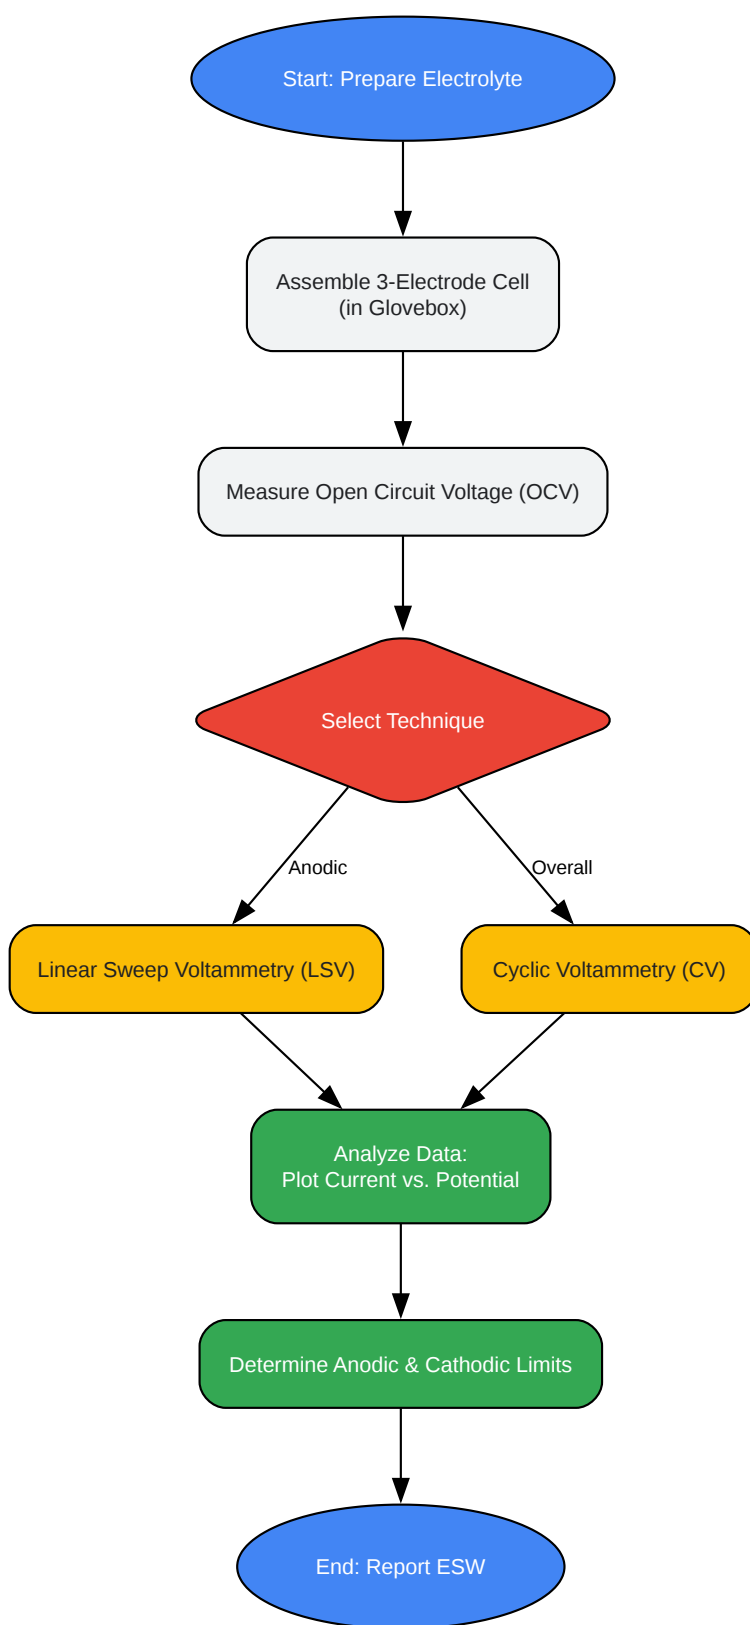 Start: Prepare Electrolyte
Assemble 3-Electrode Cell
(in Glovebox)
Measure Open Circuit Voltage (OCV)
Select Technique
Anodic
Overall
Linear Sweep Voltammetry (LSV)
Cyclic Voltammetry (CV)
Analyze Data:
Plot Current vs. Potential
Determine Anodic & Cathodic Limits
End: Report ESW